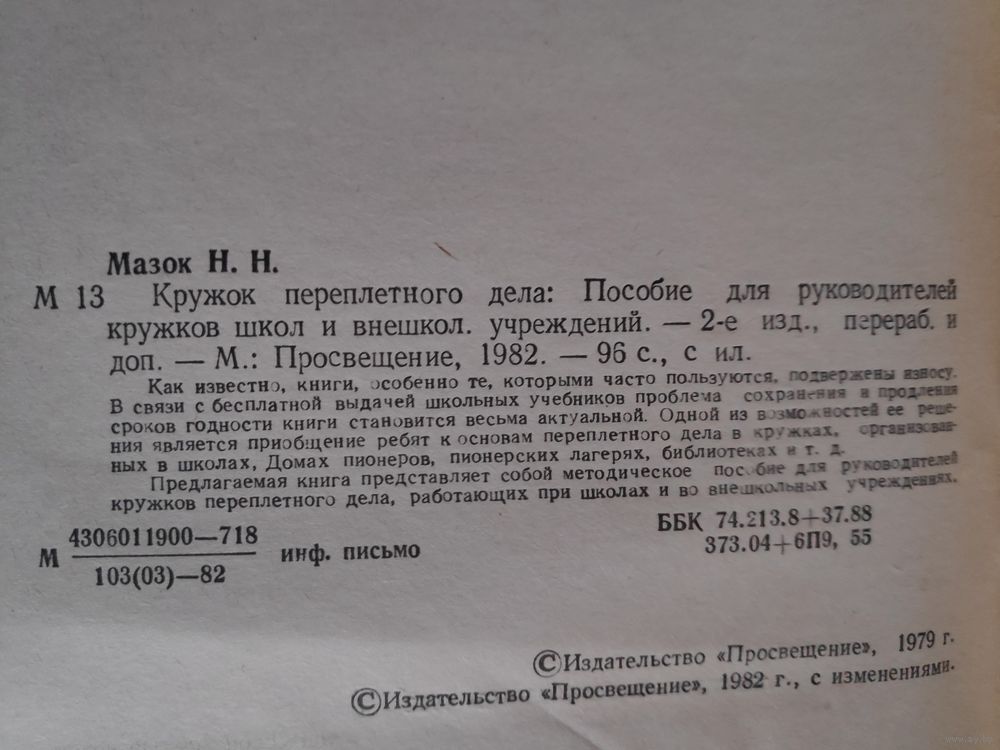 Мазок Н. Н.
М 13 Кружок переплетного дела: Пособие для руководителей
кружков школ и внешкол. учреждений. — 2-е изд., перераб. и
доп. — М.: Просвещение, 1982. — 96 с., с ил.
Как известно, книги, особенно те, которыми часто пользуются, подвержены износу.
В связи с бесплатной выдачей школьных учебников проблема сохранения и продления
сроков годности книги становится весьма актуальной. Одной из возможностей ее реше-
ния является приобщение ребят к основам переплетного дела в кружках, организован-
ных в школах, Домах пионеров, пионерских лагерях, библиотеках и т. д.
Предлагаемая книга представляет собой методическое пособие для руководителей
кружков переплетного дела, работающих при школах и во внешкольных учреждениях.
М 4306011900—718
103(03)—82
инф. письмо
ББК 74.213.8+37.88
373.04+6П9, 55
©Издательство «Просвещение», 1979 г.
©Издательство «Просвещение», 1982 г., с изменениями.